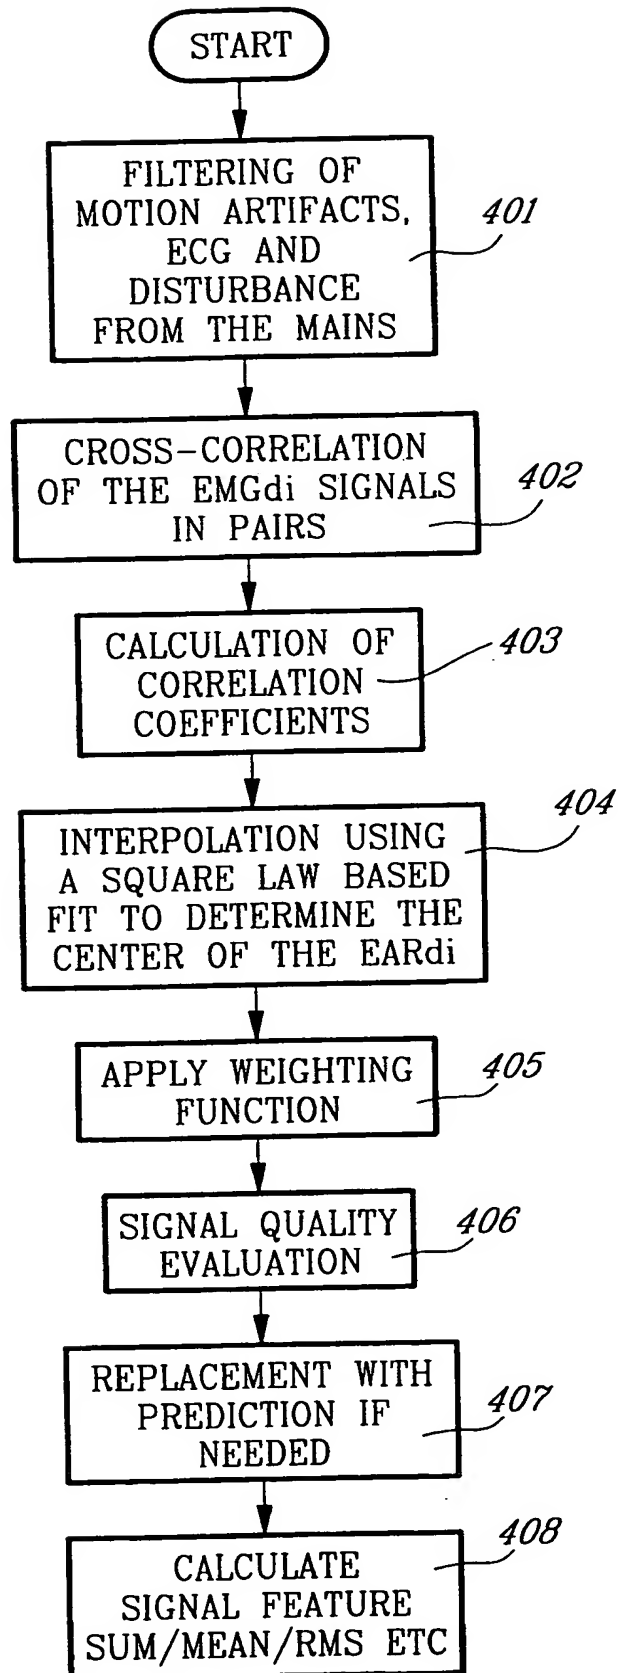 START
FILTERING OF
MOTION ARTIFACTS,
ECG AND
DISTURBANCE
FROM THE MAINS
401
CROSS-CORRELATION
OF THE EMGdi SIGNALS
IN PAIRS
402
CALCULATION OF
CORRELATION
COEFFICIENTS
403
INTERPOLATION USING
A SQUARE LAW BASED
FIT TO DETERMINE THE
CENTER OF THE EARdi
404
APPLY WEIGHTING
FUNCTION
405
SIGNAL QUALITY
EVALUATION
406
REPLACEMENT WITH
PREDICTION IF
NEEDED
407
CALCULATE
SIGNAL FEATURE
SUM/MEAN/RMS ETC
408